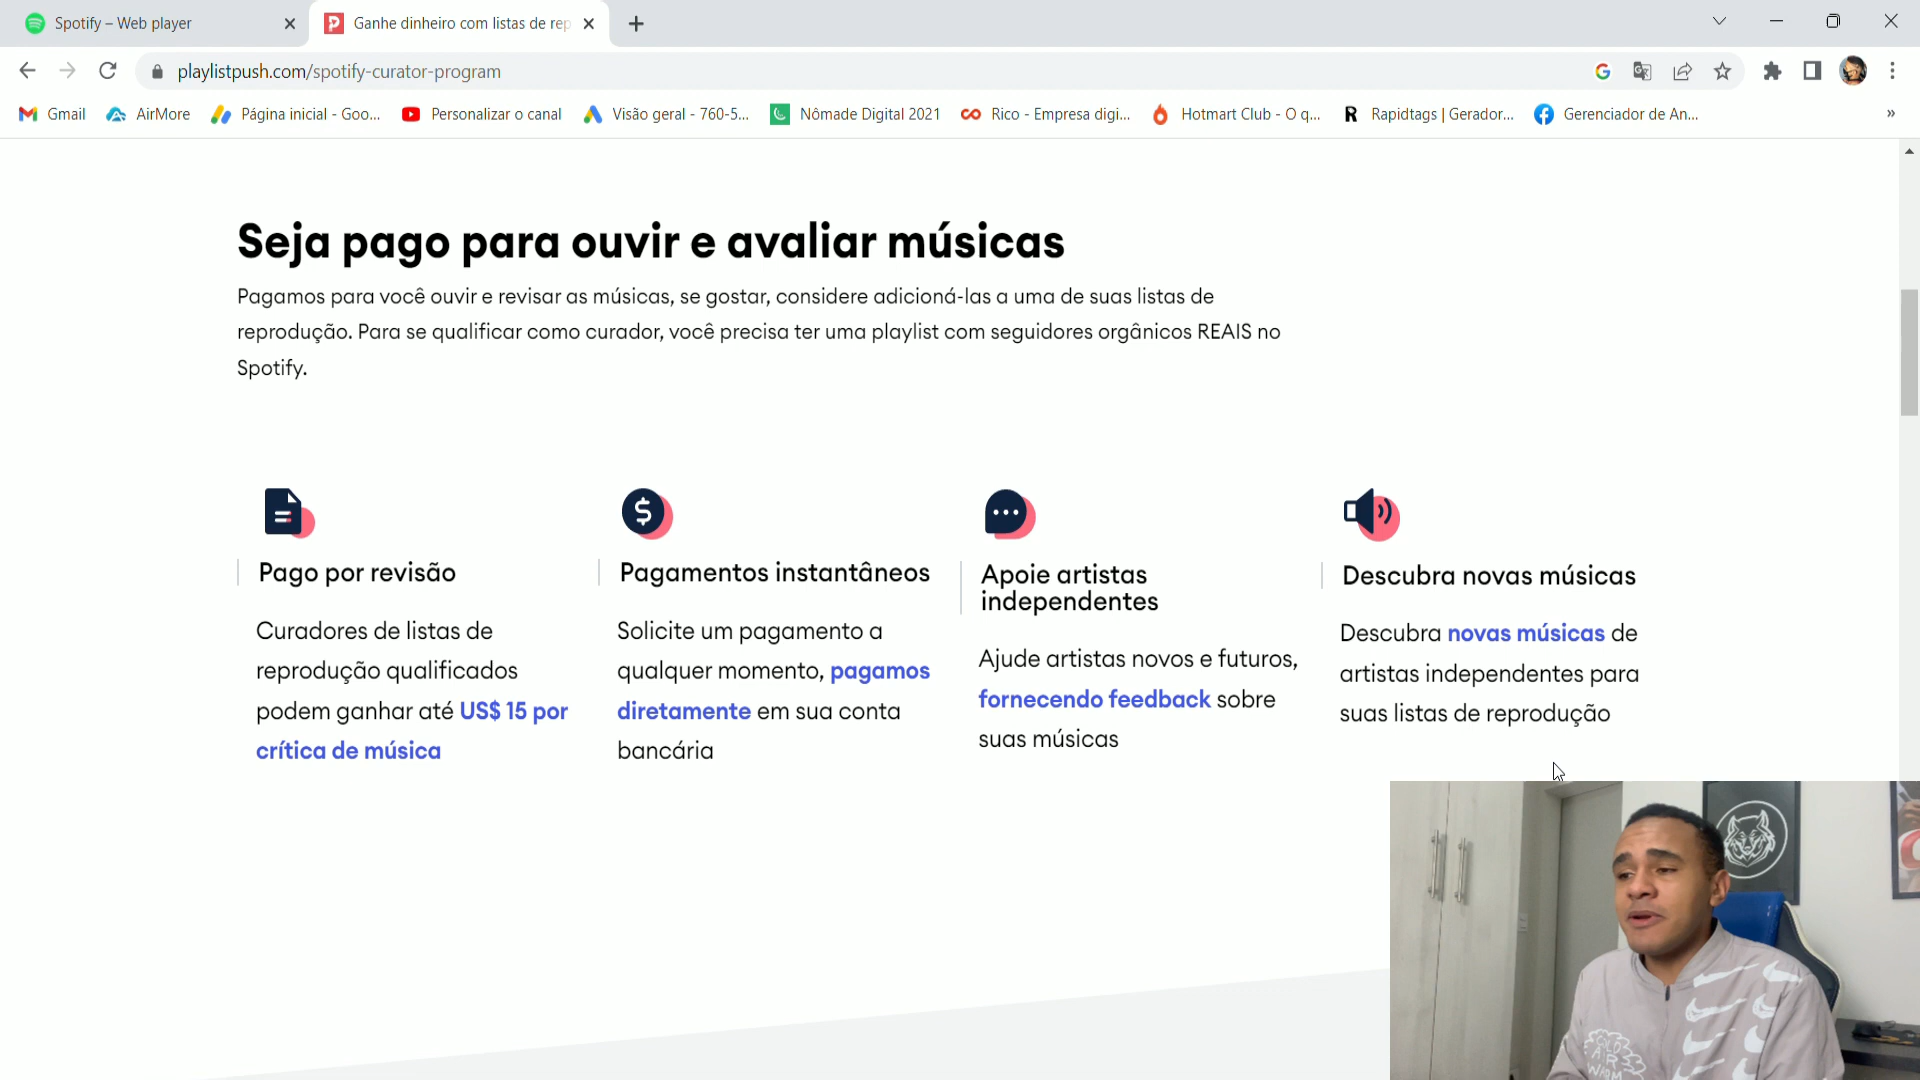 Spotify – Web player
Ganhe dinheiro com listas de rep
playlistpush.com/spotify-curator-program
Gmail
AirMore
Página inicial - Goo...
Personalizar o canal
Visão geral - 760-5...
Nômade Digital 2021
Rico - Empresa digi...
Hotmart Club - O q...
Rapidtags | Gerador...
Gerenciador de An...
Seja pago para ouvir e avaliar músicas
Pagamos para você ouvir e revisar as músicas, se gostar, considere adicioná-las a uma de suas listas de
reprodução. Para se qualificar como curador, você precisa ter uma playlist com seguidores orgânicos REAIS no
Spotify.
Pago por revisão
Curadores de listas de
reprodução qualificados
podem ganhar até US$ 15 por
crítica de música
Pagamentos instantâneos
Solicite um pagamento a
qualquer momento, pagamos
diretamente em sua conta
bancária
Apoie artistas
independentes
Ajude artistas novos e futuros,
fornecendo feedback sobre
suas músicas
Descubra novas músicas
Descubra novas músicas de
artistas independentes para
suas listas de reprodução